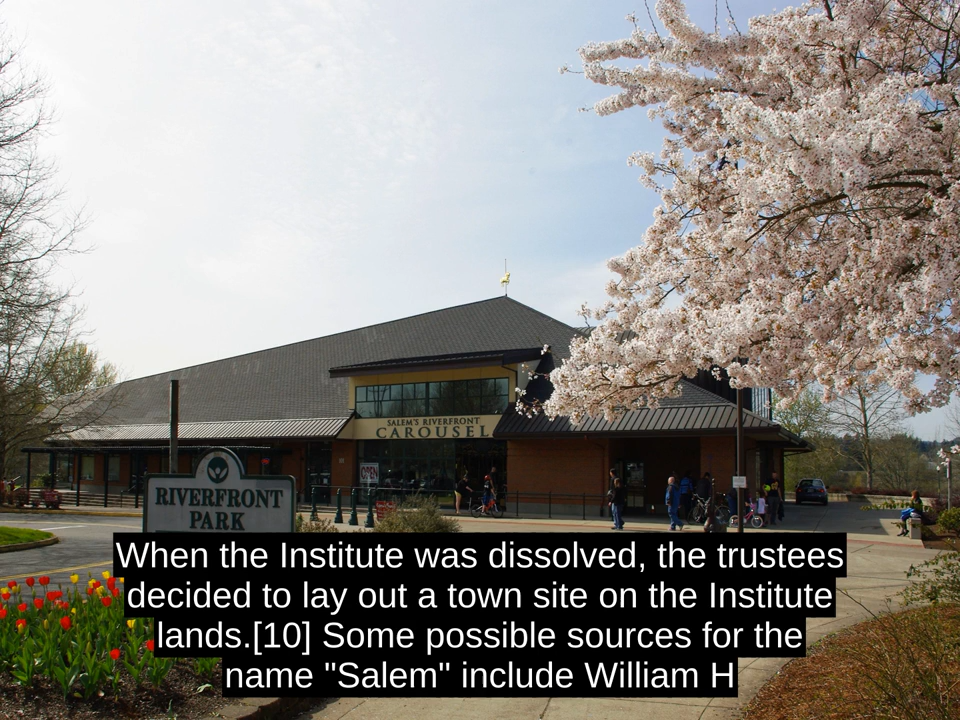 SALEM'S RIVERFRONT
CAROUSEL
OPEN
RIVERFRONT
PARK
When the Institute was dissolved, the trustees
decided to lay out a town site on the Institute
lands.[10] Some possible sources for the
name "Salem" include William H